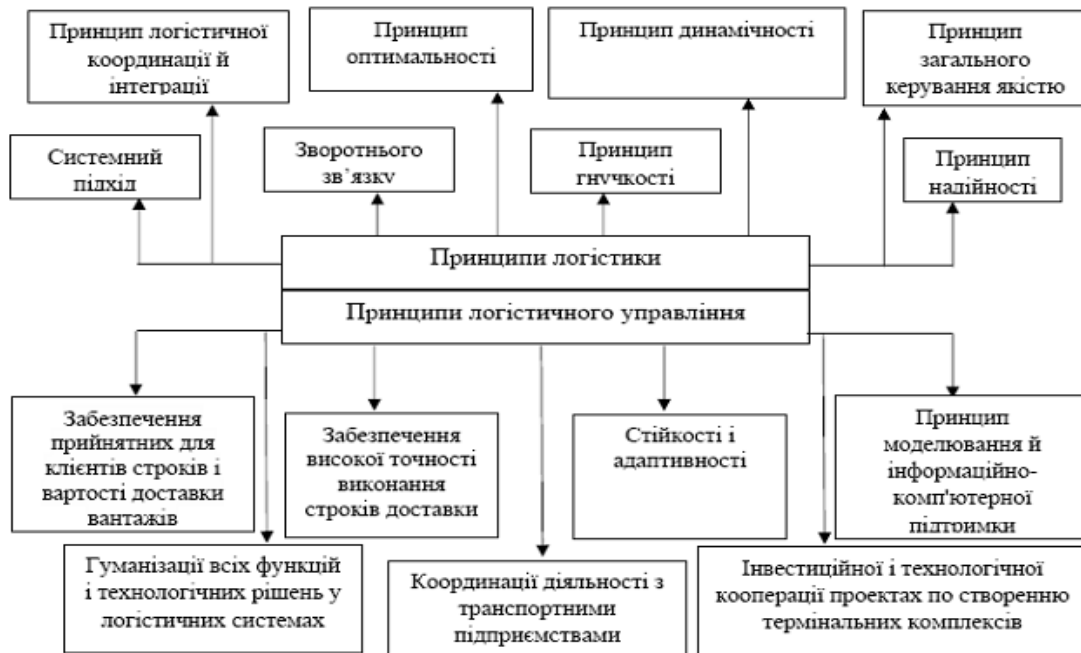 Принцип логістичної
координації й
інтеграції
Принцип
оптимальності
Принцип динамічності
Принцип
загального
керування якістю
Системний
підхід
Зворотнього
зв’язку
Принцип
гнучкості
Принцип
надійності
Принципи логістики
Принципи логістичного управління
Забезпечення
прийнятних для
клієнтів строків і
вартості доставки
вантажів
Забезпечення
високої точності
виконання
строків доставки
Стійкості і
адаптивності
Принцип
моделювання й
інформаційно-
комп'ютерної
підтримки
Гуманізації всіх функцій
і технологічних рішень у
логістичних системах
Координації діяльності з
транспортними
підприємствами
Інвестиційної і технологічної
кооперації проектах по створенню
термінальних комплексів